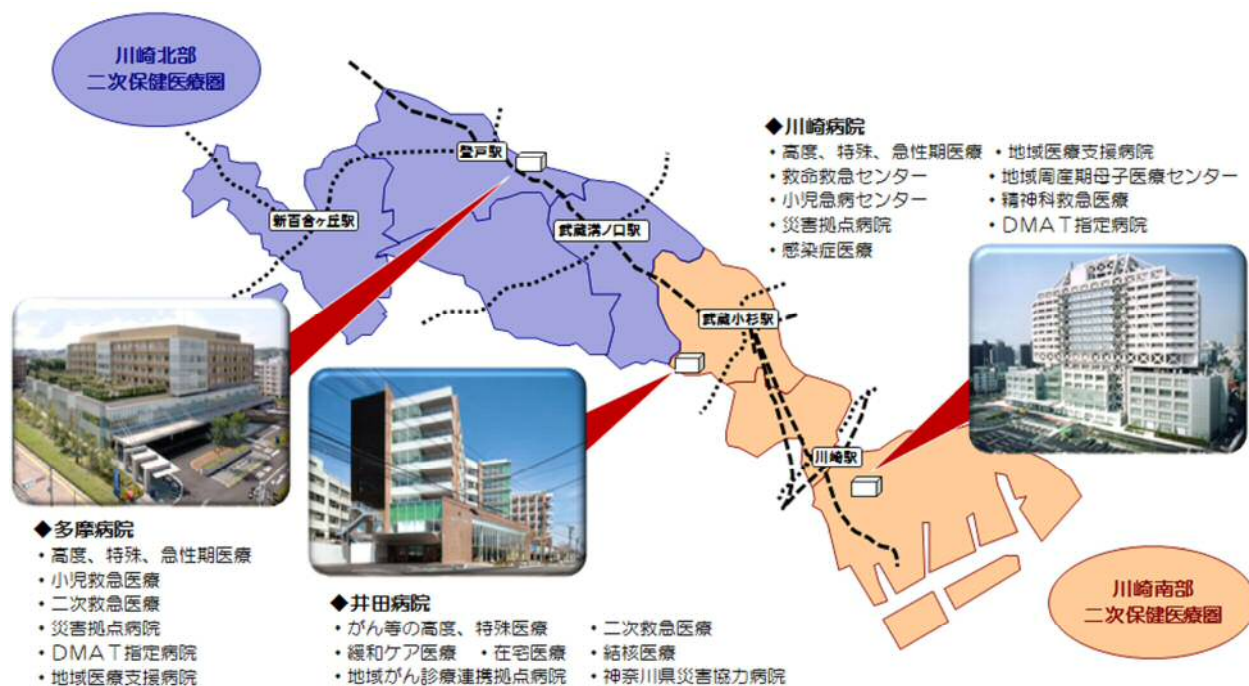 川崎北部
二次保健医療圏
登戸駅
新百合ヶ丘駅
武蔵溝ノ口駅
武蔵小杉駅
川崎駅
◆川崎病院
・高度、特殊、急性期医療 ・地域医療支援病院
・救命救急センター ・地域周産期母子医療センター
・小児急病センター ・精神科救急医療
・災害拠点病院 ・DMAT指定病院
・感染症医療
◆多摩病院
・高度、特殊、急性期医療
・小児救急医療
・二次救急医療
・災害拠点病院
・DMAT指定病院
・地域医療支援病院
◆井田病院
・がん等の高度、特殊医療 ・二次救急医療
・緩和ケア医療 ・在宅医療 ・結核医療
・地域がん診療連携拠点病院 ・神奈川県災害協力病院
川崎南部
二次保健医療圏